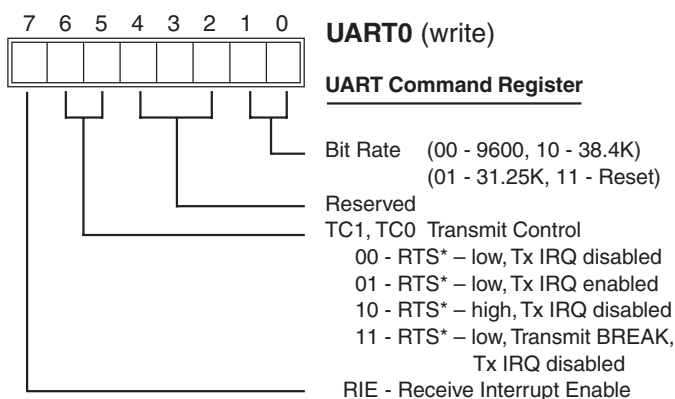 7 6 5 4 3 2 1 0
UART0 (write)
UART Command Register
Bit Rate (00 - 9600, 10 - 38.4K)
(01 - 31.25K, 11 - Reset)
Reserved
TC1, TC0 Transmit Control
00 - RTS* – low, Tx IRQ disabled
01 - RTS* – low, Tx IRQ enabled
10 - RTS* – high, Tx IRQ disabled
11 - RTS* – low, Transmit BREAK,
Tx IRQ disabled
RIE - Receive Interrupt Enable